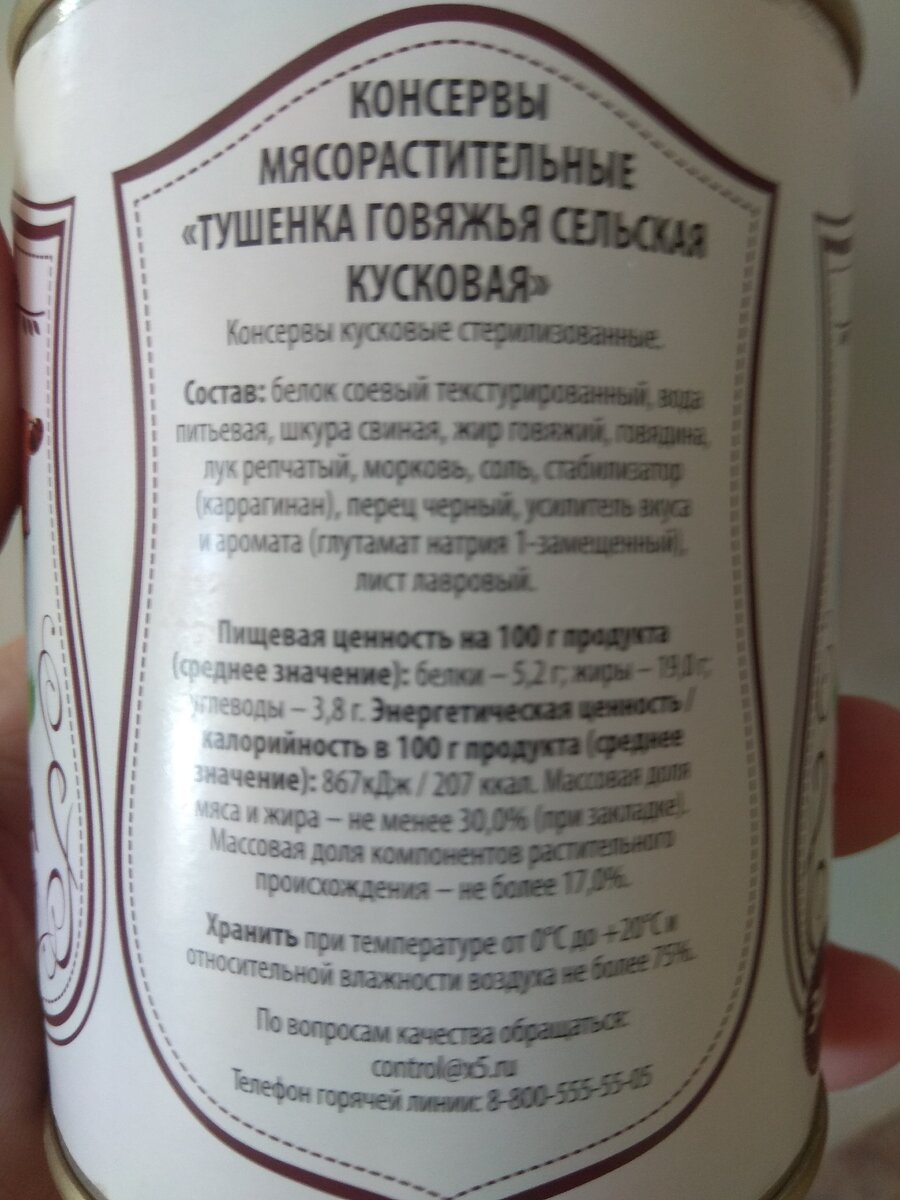 КОНСЕРВЫ
МЯСОРАСТИТЕЛЬНЫЕ
«ТУШЕНКА ГОВЯЖЬЯ СЕЛЬСКАЯ
КУСКОВАЯ»
Консервы кусковые стерилизованные.
Состав: белок соевый текстурированный, вода
питьевая, шкура свиная, жир говяжий, говядина,
лук репчатый, морковь, соль, стабилизатор
(каррагинан), перец черный, усилитель вкуса
и аромата (глутамат натрия 1-замещенный),
лист лавровый.
Пищевая ценность на 100 г продукта
(среднее значение): белки – 5,2 г; жиры – 19,0 г;
углеводы – 3,8 г. Энергетическая ценность /
калорийность в 100 г продукта (среднее
значение): 867кДж / 207 ккал. Массовая доля
мяса и жира – не менее 30,0% (при закладке).
Массовая доля компонентов растительного
происхождения – не более 17,0%.
Хранить при температуре от 0°С до +20°С и
относительной влажности воздуха не более 75%.
По вопросам качества обращаться:
control@x5.ru
Телефон горячей линии: 8-800-555-55-05